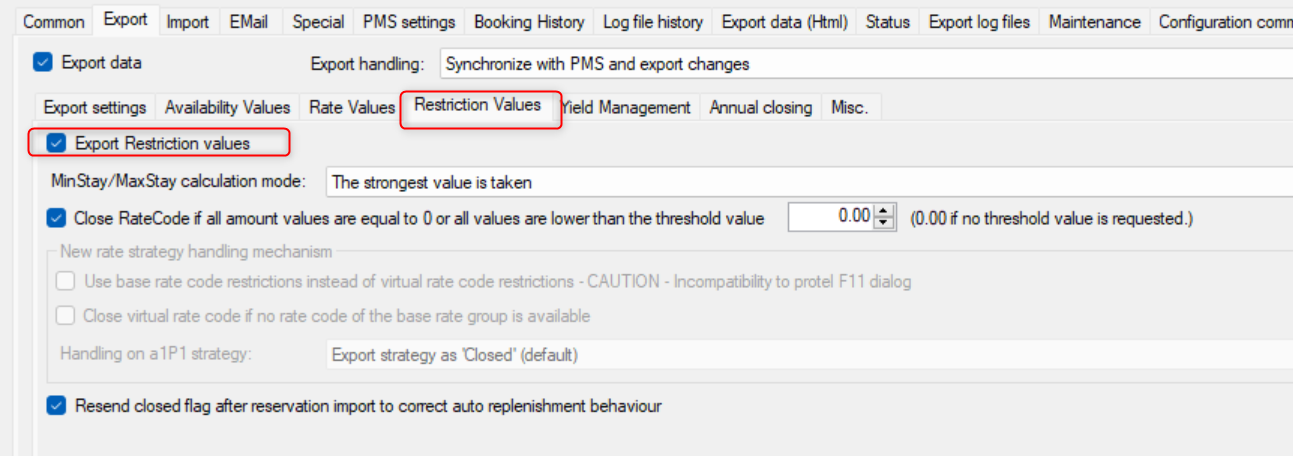 Common Export Import EMail Special PMS settings Booking History Log file history Export data (Html) Status Export log files Maintenance Configuration
Export data Export handling: Synchronize with PMS and export changes
Export settings Availability Values Rate Values Restriction Values Yield Management Annual closing Misc.
Export Restriction values
MinStay/MaxStay calculation mode: The strongest value is taken
Close RateCode if all amount values are equal to 0 or all values are lower than the threshold value 0.00 (0.00 if no threshold value is requested.)
New rate strategy handling mechanism
Use base rate code restrictions instead of virtual rate code restrictions - CAUTION - Incompatibility to protel F11 dialog
Close virtual rate code if no rate code of the base rate group is available
Handling on a1P1 strategy: Export strategy as 'Closed' (default)
Resend closed flag after reservation import to correct auto replenishment behaviour